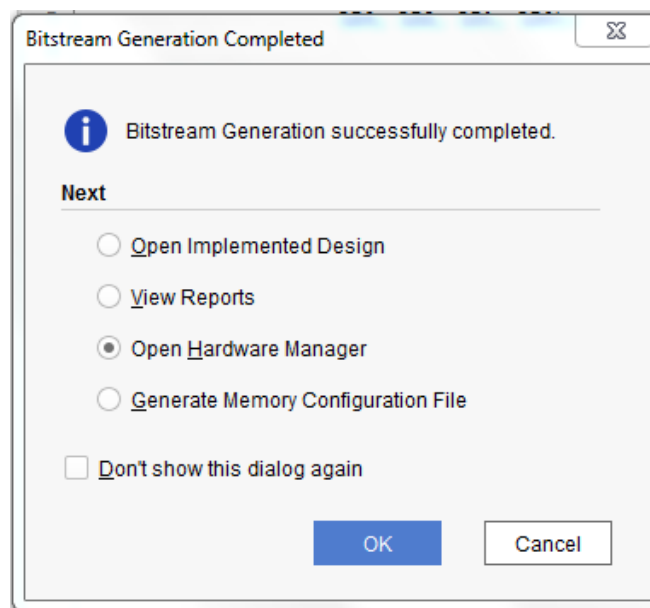 Bitstream Generation Completed
Bitstream Generation successfully completed.
Next
Open Implemented Design
View Reports
Open Hardware Manager
Generate Memory Configuration File
Don't show this dialog again
OK
Cancel